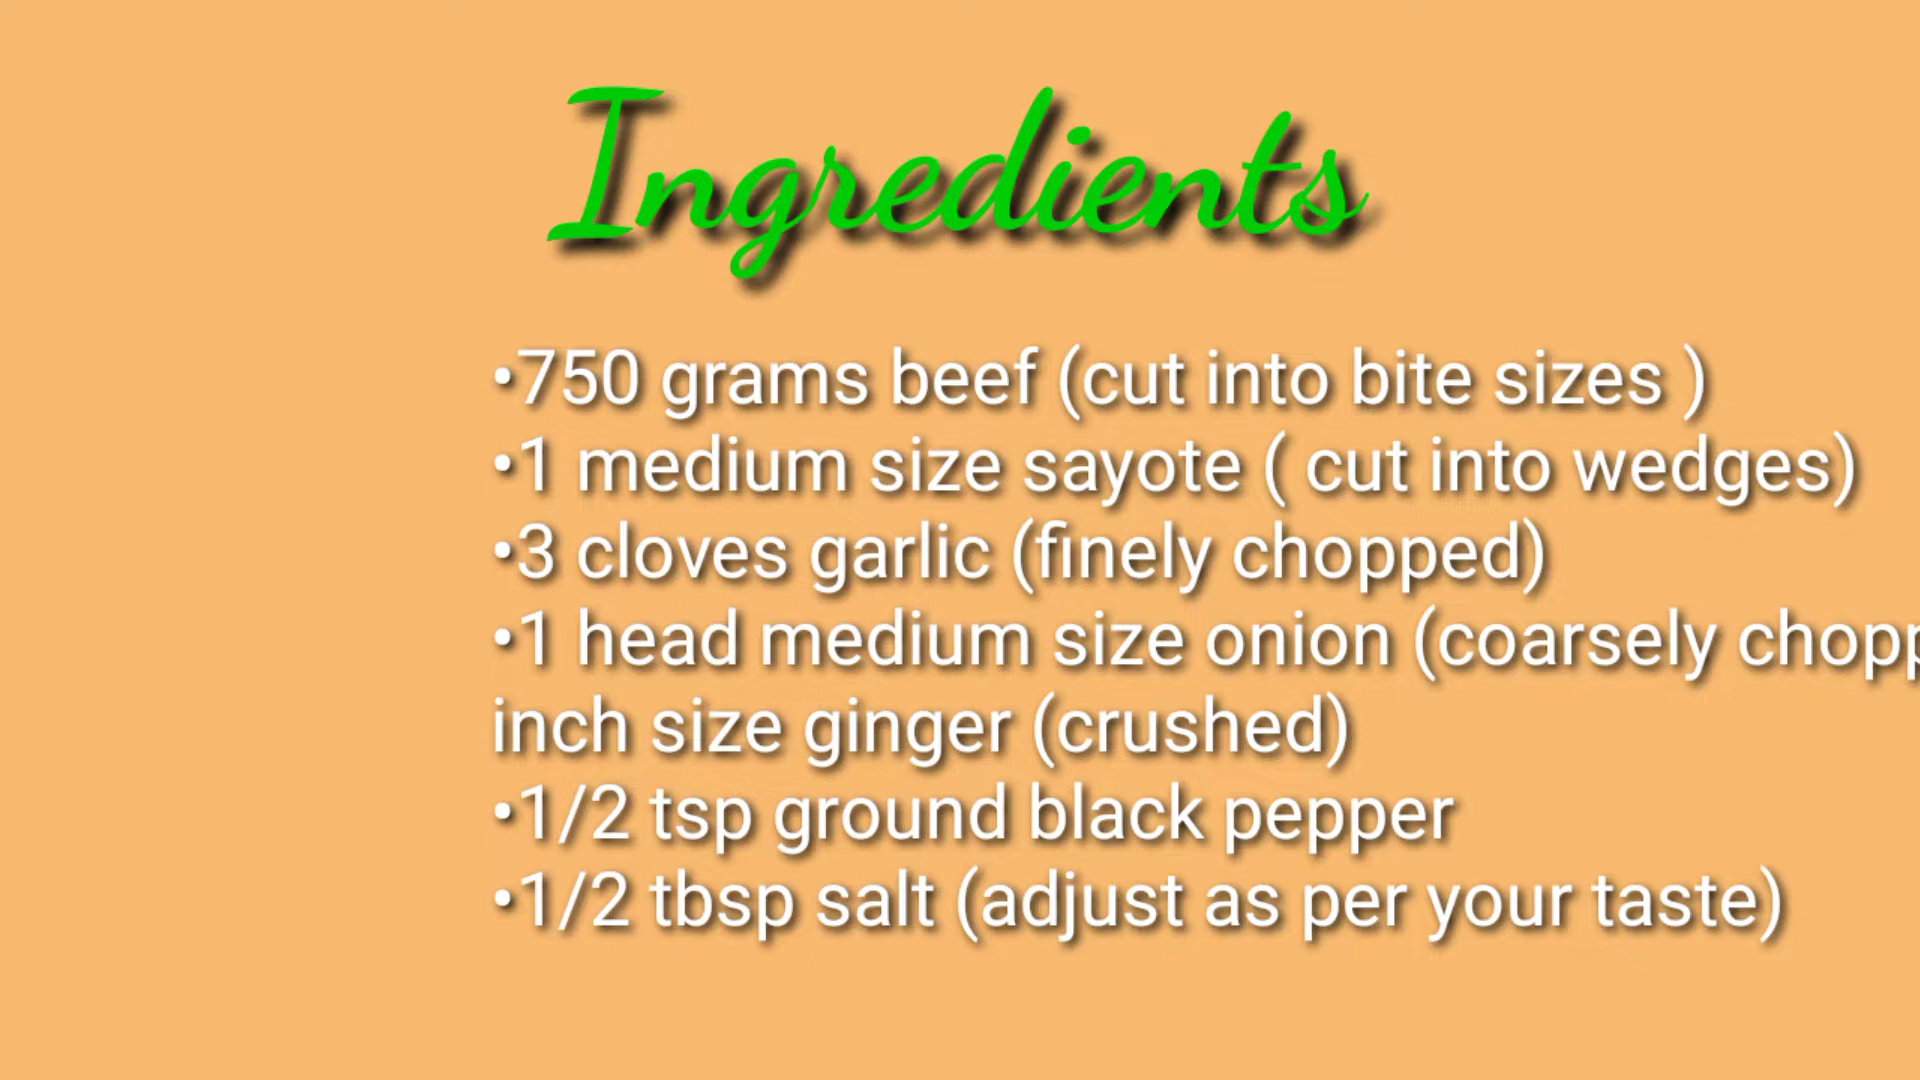 Ingredients
•750 grams beef (cut into bite sizes )
•1 medium size sayote ( cut into wedges)
•3 cloves garlic (finely chopped)
•1 head medium size onion (coarsely
inch size ginger (crushed)
•1/2 tsp ground black pepper
•1/2 tbsp salt (adjust as per your taste)